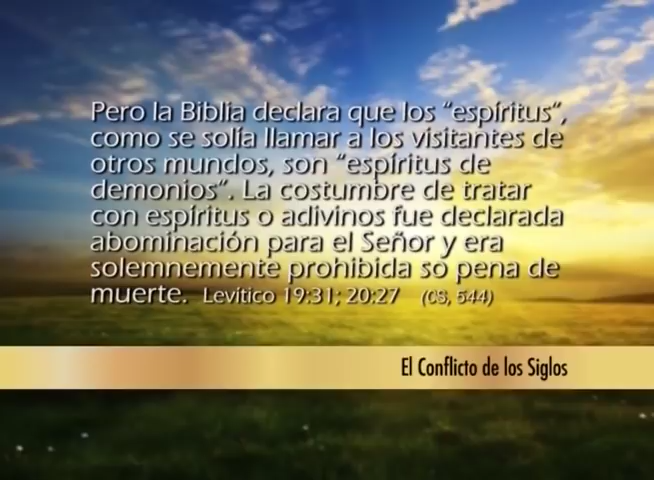 Pero la Biblia declara que los "espíritus",
como se solía llamar a los visitantes de
otros mundos, son "espíritus de
demonios". La costumbre de tratar
con espíritus o adivinos fue declarada
abominación para el Señor y era
solemnemente prohibida so pena de
muerte. Levítico 19:31; 20:27 (CS, 544)
El Conflicto de los Siglos